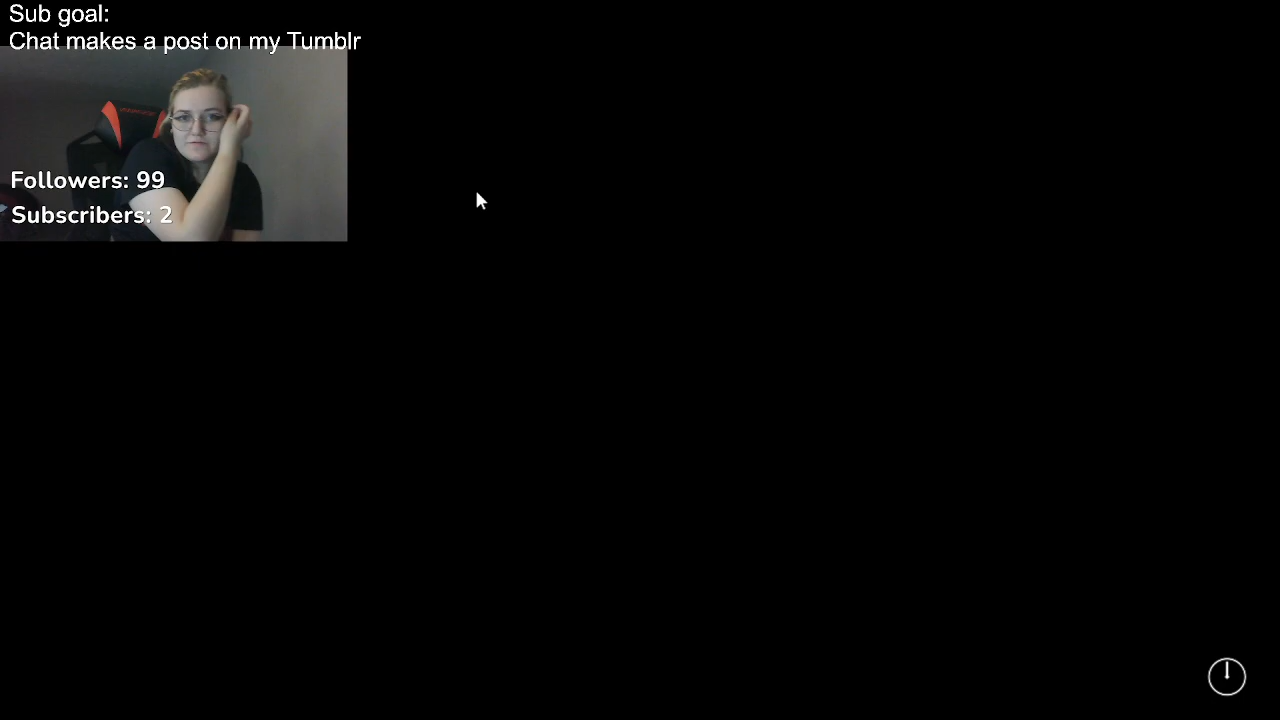 Sub goal:
Chat makes a post on my Tumblr
Followers: 99
Subscribers: 2